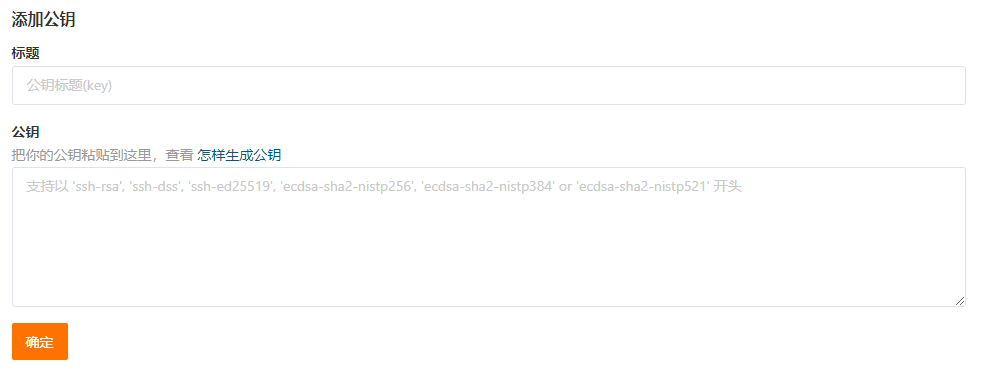 添加公钥
标题
公钥标题(key)
公钥
把你的公钥粘贴到这里，查看 怎样生成公钥
支持以 'ssh-rsa', 'ssh-dss', 'ssh-ed25519', 'ecdsa-sha2-nistp256', 'ecdsa-sha2-nistp384' or 'ecdsa-sha2-nistp521' 开头
确定